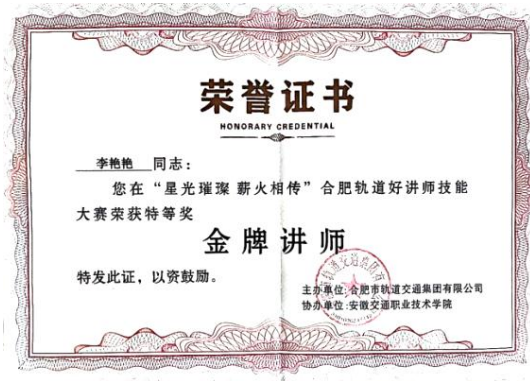 荣誉证书
HONORARY CREDENTIAL
李艳艳 同志：
您在“星光璀璨 薪火相传”合肥轨道好讲师技能
大赛荣获特等奖
金牌讲师
特发此证，以资鼓励。
主办单位:合肥市轨道交通集团有限公司
协办单位:安徽交通职业技术学院